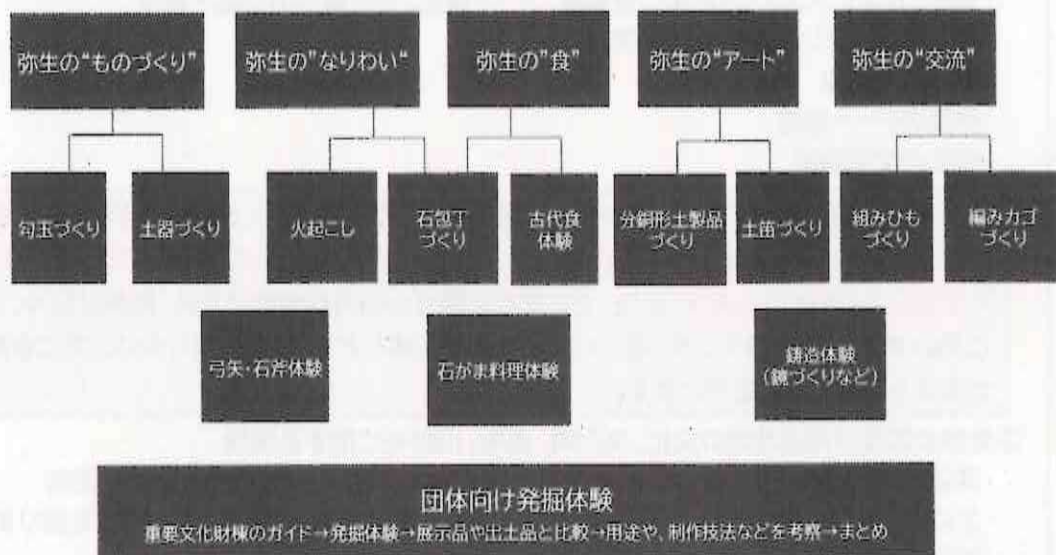 弥生の“ものづくり”
弥生の”なりわい“
弥生の”食”
弥生の“アート”
弥生の“交流”
勾玉づくり
土器づくり
火起こし
石包丁
づくり
古代食
体験
分銅形土製品
づくり
土笛づくり
組みひも
づくり
編みカゴ
づくり
弓矢・石斧体験
石がま料理体験
鋳造体験
(鏡づくりなど)
団体向け発掘体験
重要文化財棟のガイド→発掘体験→展示品や出土品と比較→用途や、制作技法などを考察→まとめ